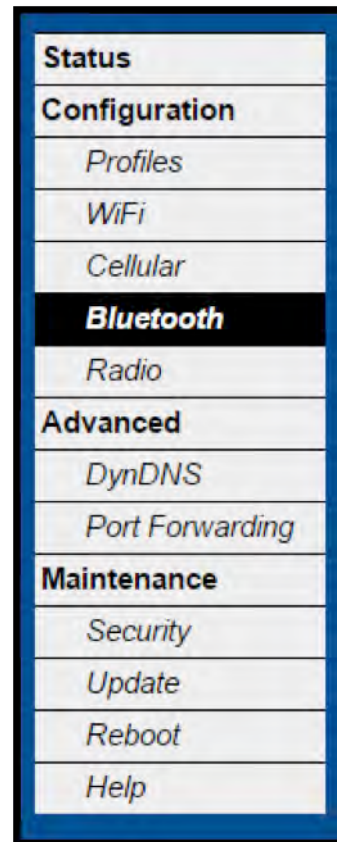 Status
Configuration
Profiles
WiFi
Cellular
Bluetooth
Radio
Advanced
DynDNS
Port Forwarding
Maintenance
Security
Update
Reboot
Help